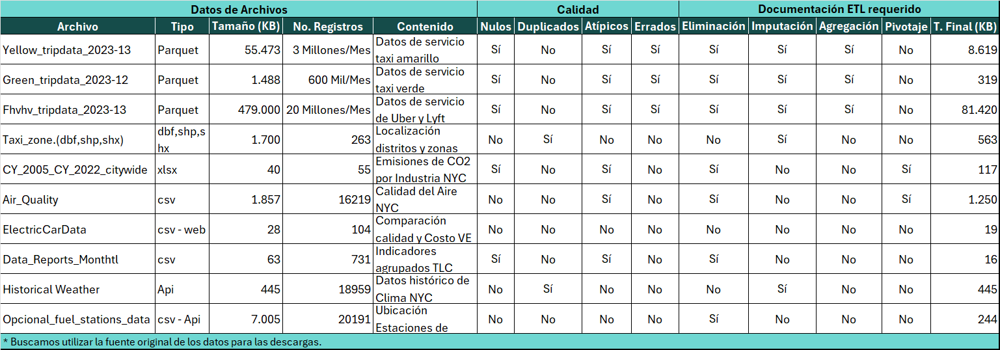 Datos de Archivos Calidad Documentación ETL requerido
Archivo Tipo Tamaño (KB) No. Registros Contenido Nulos Duplicados Atípicos Errados Eliminación Imputación Agregación Pivotaje T. Final (KB)
Yellow_tripdata_2023-13 Parquet 55.473 3 Millones/Mes Datos de servicio taxi amarillo Sí No Sí Sí Sí Sí Sí No 8.619
Green_tripdata_2023-12 Parquet 1.488 600 Mil/Mes Datos de servicio taxi verde Sí No Sí Sí Sí Sí Sí No 319
Fhvhv_tripdata_2023-13 Parquet 479.000 20 Millones/Mes Datos de servicio de Uber y Lyft Sí No Sí Sí Sí Sí Sí No 81.420
Taxi_zone.(dbf,shp,shx) dbf,shp,shx 1.700 263 Localización distritos y zonas No Sí No No No Sí No No 563
CY_2005_CY_2022_citywide xlsx 40 55 Emisiones de CO2 por Industria NYC Sí No No No Sí No No Sí 117
Air_Quality csv 1.857 16219 Calidad del Aire NYC No No Sí No Sí No No Sí 1.250
ElectricCarData csv - web 28 104 Comparación calidad y Costo VE No No No No No No No No 19
Data_Reports_Monthtl csv 63 731 Indicadores agrupados TLC Sí No Sí No Sí No No No 16
Historical Weather Api 445 18959 Datos histórico de Clima NYC No Sí No No No Sí No No 445
Opcional_fuel_stations_data csv - Api 7.005 20191 Ubicación Estaciones de No No No No Sí No No No 244
* Buscamos utilizar la fuente original de los datos para las descargas.